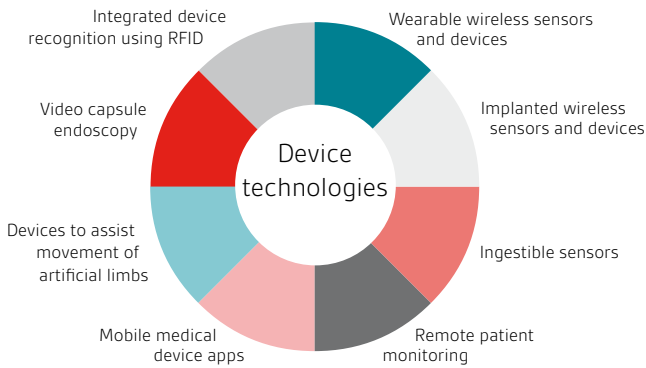 Integrated device
recognition using RFID
Wearable wireless sensors
and devices
Video capsule
endoscopy
Implanted wireless
sensors and devices
Device
technologies
Devices to assist
movement of
artificial limbs
Ingestible sensors
Mobile medical
device apps
Remote patient
monitoring